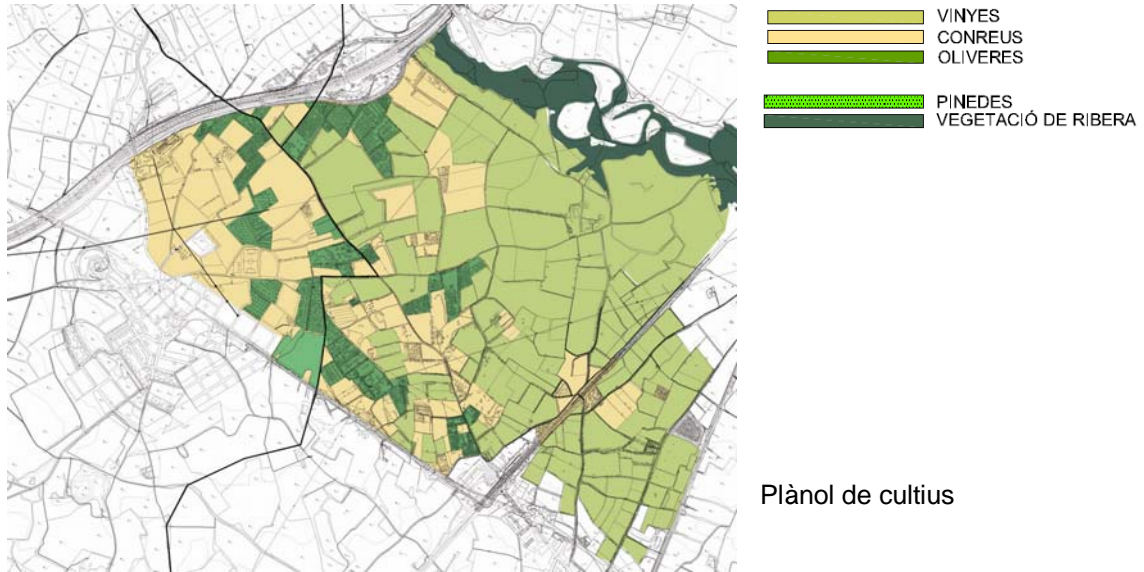 VINYES
CONREUS
OLIVERES
PINEDES
VEGETACIÓ DE RIBERA
Plànol de cultius